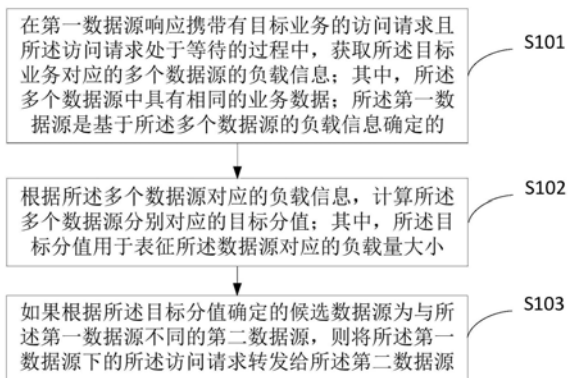 在第一数据源响应携带有目标业务的访问请求且
所述访问请求处于等待的过程中，获取所述目标
业务对应的多个数据源的负载信息；其中，所述
多个数据源中具有相同的业务数据；所述第一数
据源是基于所述多个数据源的负载信息确定的
S101
根据所述多个数据源对应的负载信息，计算所述
多个数据源分别对应的目标分值；其中，所述目
标分值用于表征所述数据源对应的负载量大小
S102
如果根据所述目标分值确定的候选数据源为与所
述第一数据源不同的第二数据源，则将所述第一
数据源下的所述访问请求转发给所述第二数据源
S103